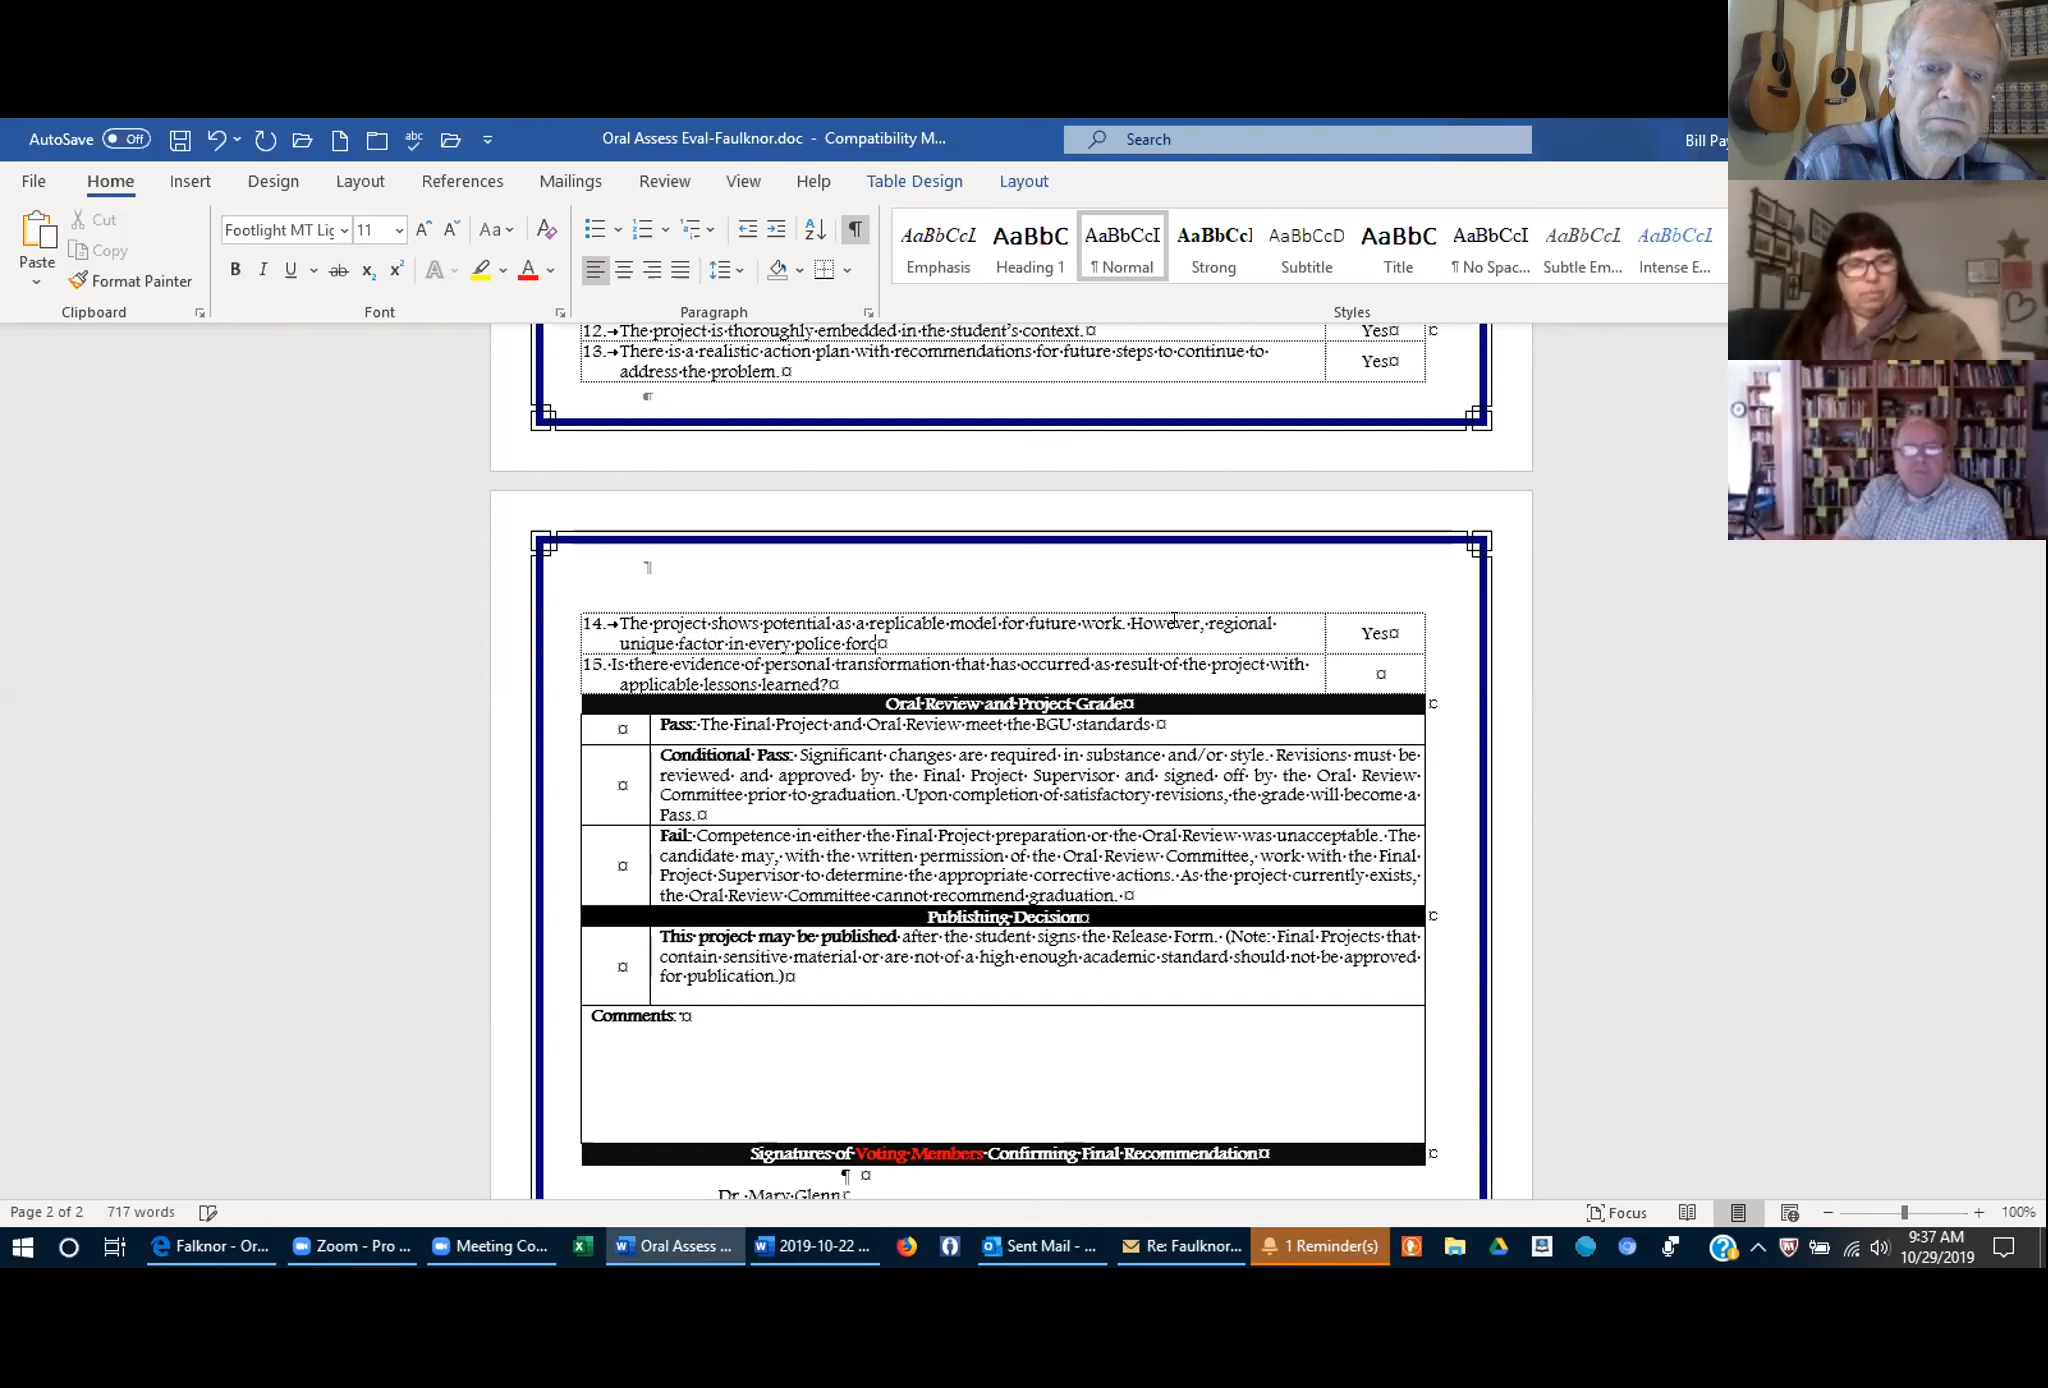 AutoSave Off
Oral Assess Eval-Faulknor.doc - Compatibility M...
Search
Bill Pay
File Home Insert Design Layout References Mailings Review View Help Table Design Layout
Paste
Cut
Copy
Format Painter
Clipboard
Footlight MT Lig 11
Font
Paragraph
AaBbCcI AaBbC AaBbCcI AaBbCcI AaBbCcD AaBbC AaBbCcI AaBbCcL AaBbCcL
Emphasis Heading 1 ¶ Normal Strong Subtitle Title ¶ No Spac... Subtle Em... Intense E...
Styles
12. The project is thoroughly embedded in the student's context. Yes
13. There is a realistic action plan with recommendations for future steps to continue to
address the problem. Yes
14. The project shows potential as a replicable model for future work. However, regional
unique factor in every police forc Yes
15. Is there evidence of personal transformation that has occurred as result of the project with
applicable lessons learned?
Oral Review and Project Grade
Pass: The Final Project and Oral Review meet the BGU standards
Conditional Pass: Significant changes are required in substance and/or style. Revisions must be
reviewed and approved by the Final Project Supervisor and signed off by the Oral Review
Committee prior to graduation. Upon completion of satisfactory revisions, the grade will become a
Pass.
Fail: Competence in either the Final Project preparation or the Oral Review was unacceptable. The
candidate may, with the written permission of the Oral Review Committee, work with the Final
Project Supervisor to determine the appropriate corrective actions. As the project currently exists,
the Oral Review Committee cannot recommend graduation.
Publishing Decision
This project may be published after the student signs the Release Form. (Note: Final Projects that
contain sensitive material or are not of a high enough academic standard should not be approved
for publication.)
Comments:
Signatures of Voting Members Confirming Final Recommendation
Dr. Mary Glenn
Page 2 of 2 717 words Focus 100%
Falknor - Or... Zoom - Pro ... Meeting Co... Oral Assess ... 2019-10-22 ... Sent Mail - ... Re: Faulknor... 1 Reminder(s)
9:37 AM
10/29/2019